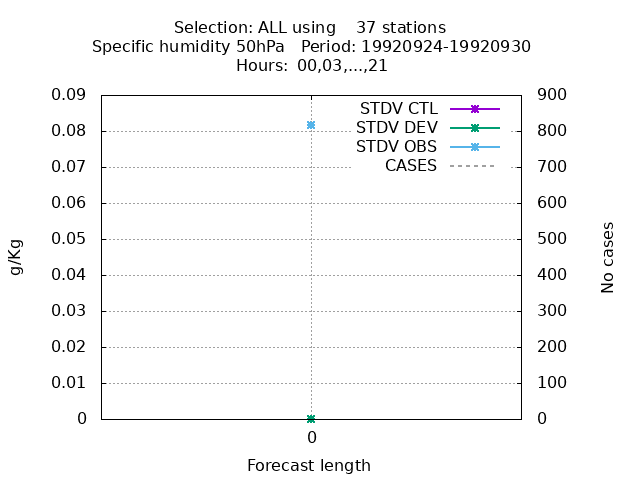 Selection: ALL using    37 stations
Specific humidity 50hPa   Period: 19920924-19920930
Hours:  00,03,...,21
STDV CTL
STDV DEV
STDV OBS
CASES
0.09
0.08
0.07
0.06
0.05
0.04
0.03
0.02
0.01
0
g/Kg
900
800
700
600
500
400
300
200
100
0
No cases
0
Forecast length